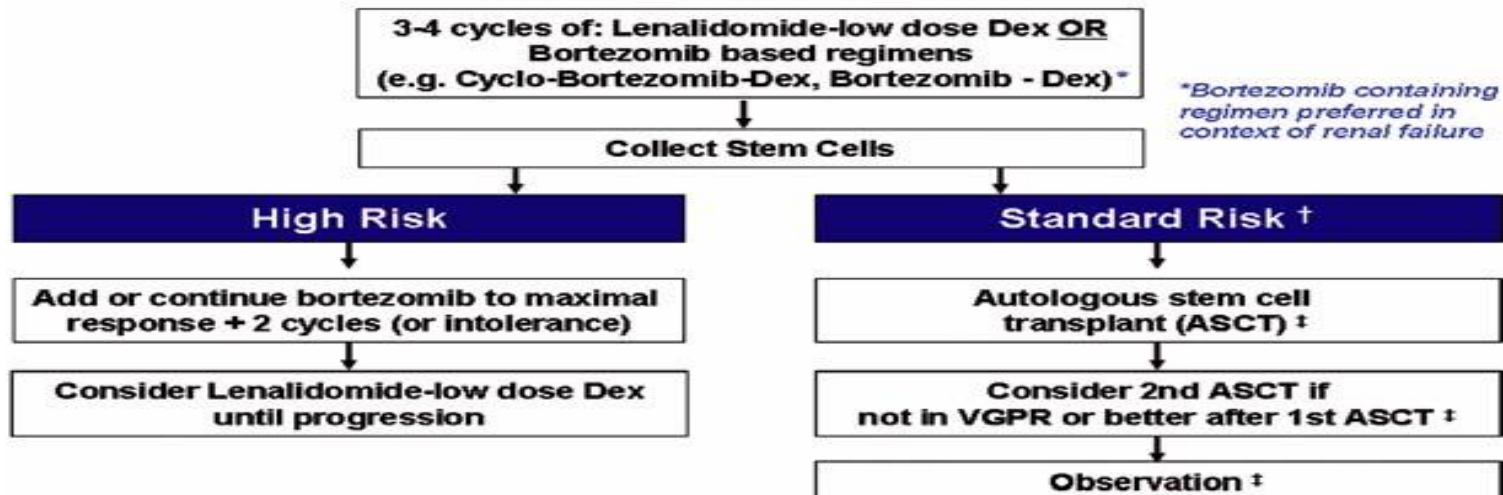 3-4 cycles of: Lenalidomide-low dose Dex OR
Bortezomib based regimens
(e.g. Cyclo-Bortezomib-Dex, Bortezomib - Dex)*
*Bortezomib containing
regimen preferred in
context of renal failure
Collect Stem Cells
High Risk
Add or continue bortezomib to maximal
response + 2 cycles (or intolerance)
Consider Lenalidomide-low dose Dex
until progression
Standard Risk †
Autologous stem cell
transplant (ASCT) ‡
Consider 2nd ASCT if
not in VGPR or better after 1st ASCT ‡
Observation ‡